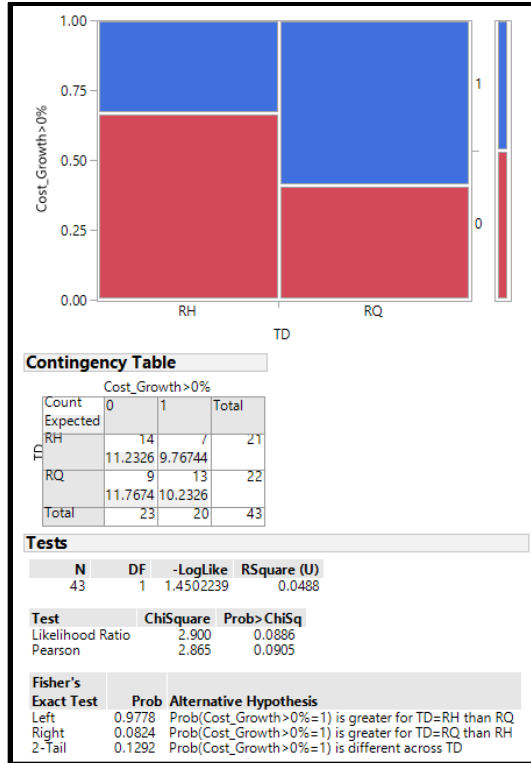 1.00
0.75
0.50
0.25
0.00
Cost_Growth>0%
1
0
RH RQ
TD
Contingency Table
Cost_Growth>0%
Count 0 1 Total
Expected
TD
RH 14 7 21
11.2326 9.76744
RQ 9 13 22
11.7674 10.2326
Total 23 20 43
Tests
N DF -LogLike RSquare (U)
43 1 1.4502239 0.0488
Test ChiSquare Prob>ChiSq
Likelihood Ratio 2.900 0.0886
Pearson 2.865 0.0905
Fisher's
Exact Test Prob Alternative Hypothesis
Left 0.9778 Prob(Cost_Growth>0%=1) is greater for TD=RH than RQ
Right 0.0824 Prob(Cost_Growth>0%=1) is greater for TD=RQ than RH
2-Tail 0.1292 Prob(Cost_Growth>0%=1) is different across TD